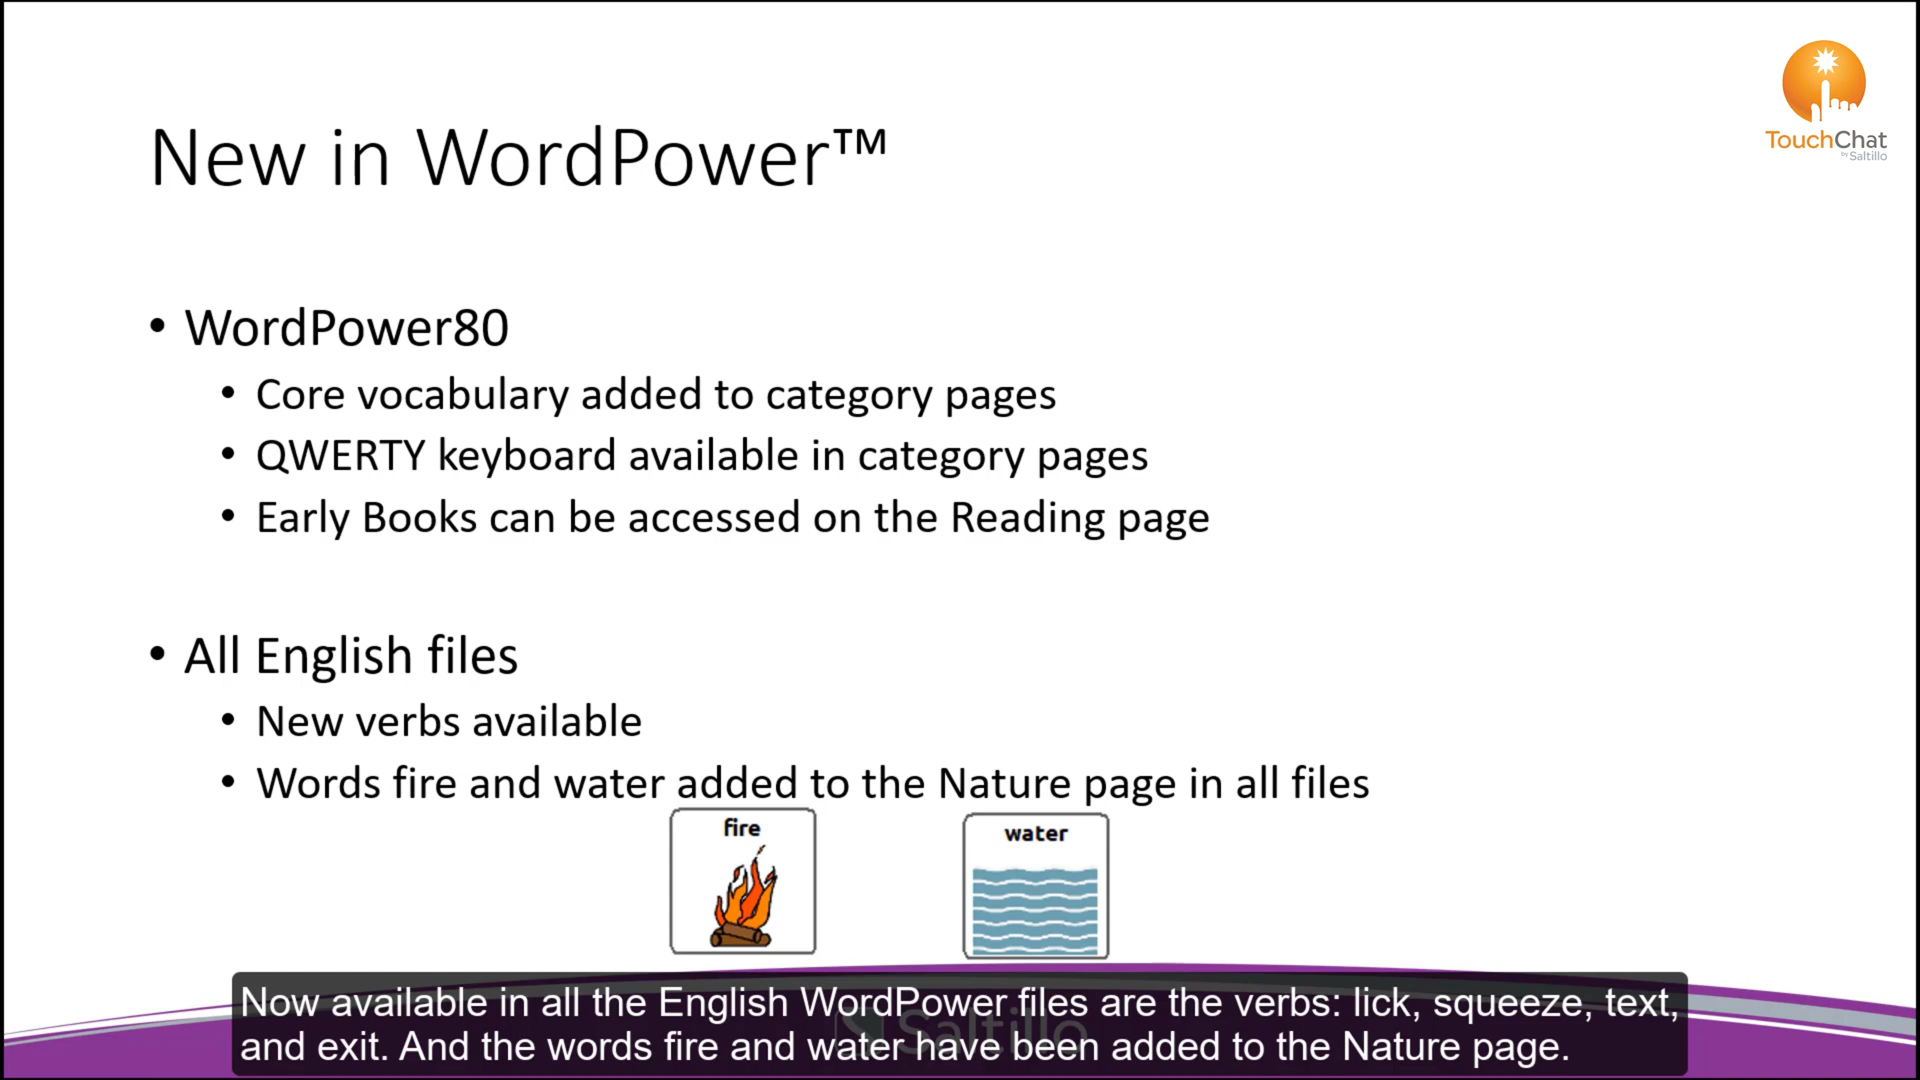 TouchChat
by Saltillo
New in WordPower™
• WordPower80
• Core vocabulary added to category pages
• QWERTY keyboard available in category pages
• Early Books can be accessed on the Reading page
• All English files
• New verbs available
• Words fire and water added to the Nature page in all files
fire
water
Saltillo
Now available in all the English WordPower files are the verbs: lick, squeeze, text,
and exit. And the words fire and water have been added to the Nature page.